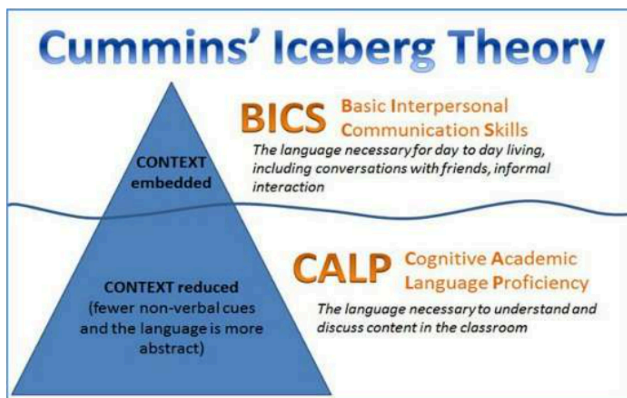 Cummins' Iceberg Theory
BICS
Basic Interpersonal
Communication Skills
The language necessary for day to day living,
including conversations with friends, informal
interaction
CONTEXT
embedded
CALP
Cognitive Academic
Language Proficiency
The language necessary to understand and
discuss content in the classroom
CONTEXT reduced
(fewer non-verbal cues
and the language is more
abstract)